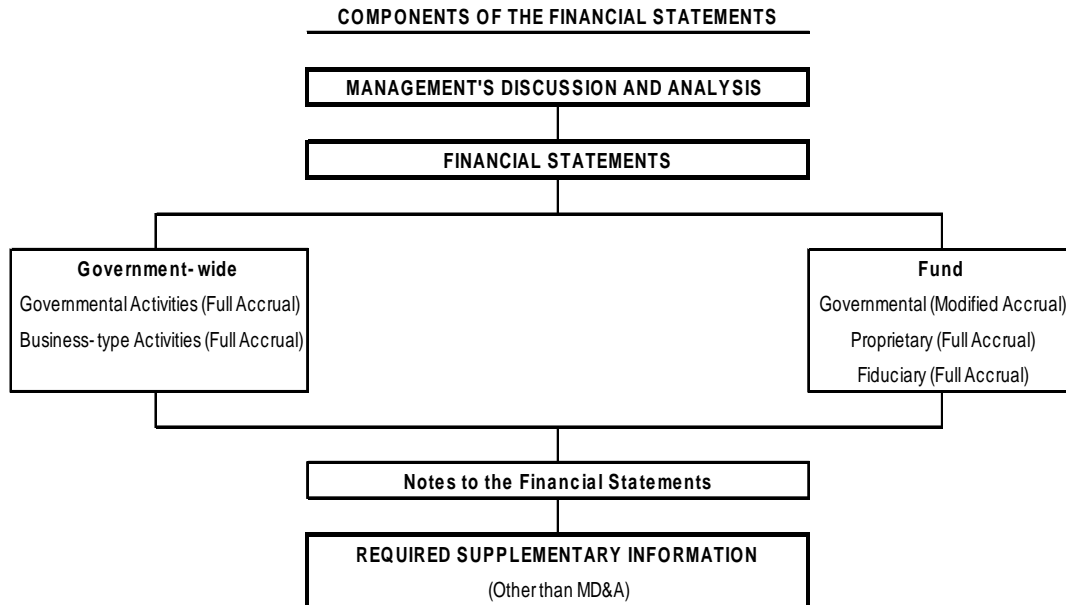 COMPONENTS OF THE FINANCIAL STATEMENTS
MANAGEMENT'S DISCUSSION AND ANALYSIS
FINANCIAL STATEMENTS
Government- wide
Governmental Activities (Full Accrual)
Business- type Activities (Full Accrual)
Fund
Governmental (Modified Accrual)
Proprietary (Full Accrual)
Fiduciary (Full Accrual)
Notes to the Financial Statements
REQUIRED SUPPLEMENTARY INFORMATION
(Other than MD&A)